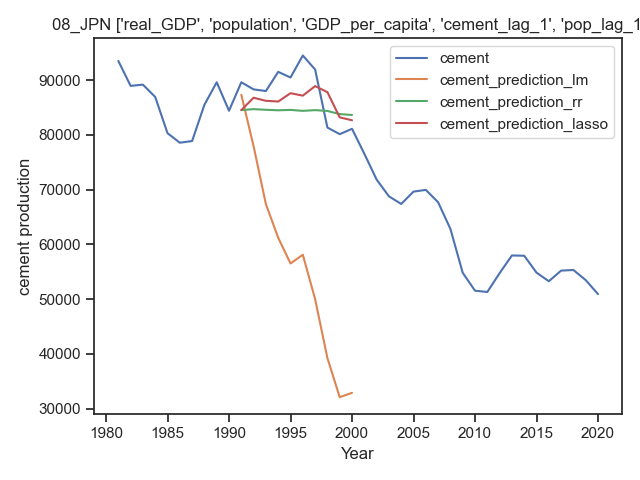 08_JPN ['real_GDP', 'population', 'GDP_per_capita', 'cement_lag_1', 'pop_lag_1
cement
cement_prediction_lm
cement_prediction_rr
cement_prediction_lasso
cement production
90000
80000
70000
60000
50000
40000
30000
1980 1985 1990 1995 2000 2005 2010 2015 2020
Year